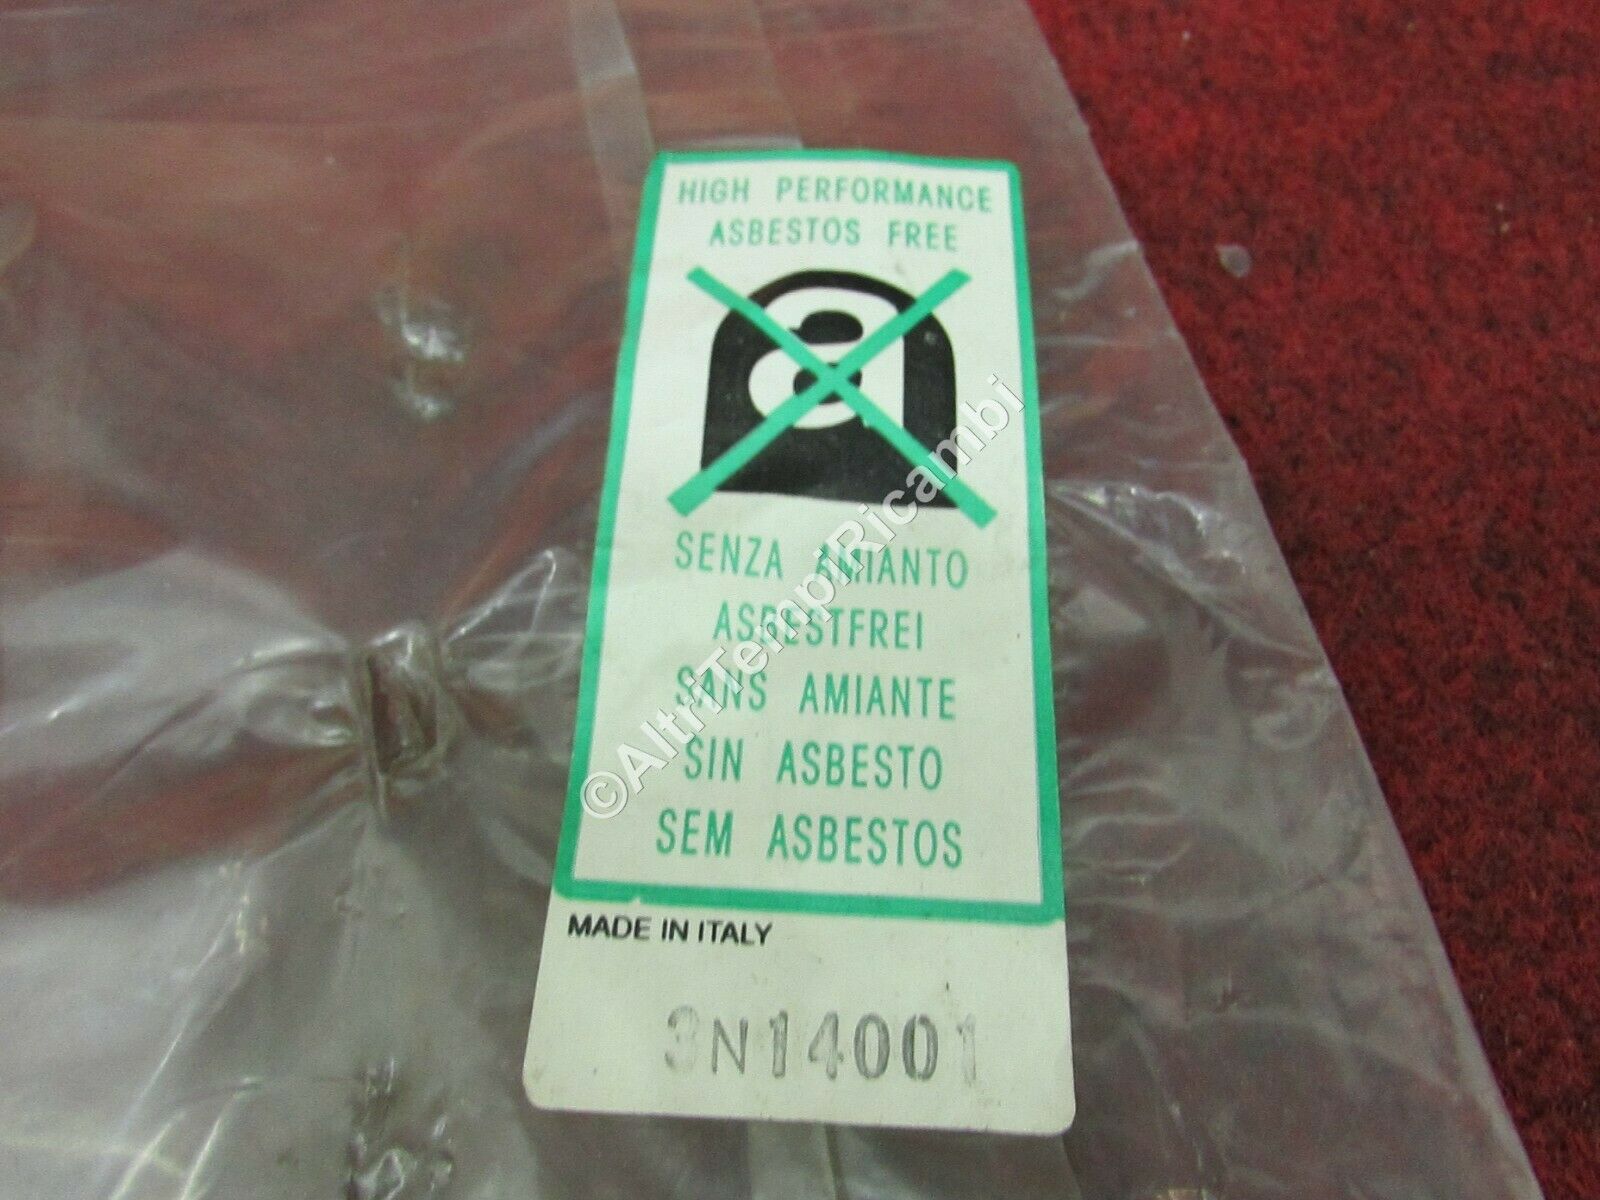 HIGH PERFORMANCE
ASBESTOS FREE
a
SENZA AMIANTO
ASBESTFREI
SANS AMIANTE
SIN ASBESTO
SEM ASBESTOS
MADE IN ITALY
3N14001
©AltriTempiRicambi